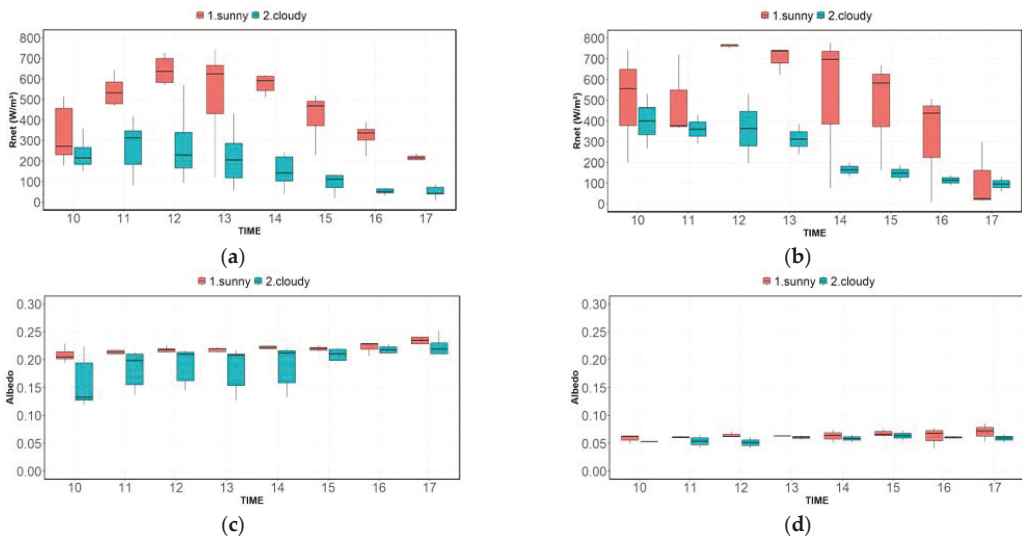 1.sunny 2.cloudy
Rnet (W/m²)
800
700
600
500
400
300
200
100
0
10 11 12 13 14 15 16 17
TIME
(a)
1.sunny 2.cloudy
Rnet (W/m²)
800
700
600
500
400
300
200
100
0
10 11 12 13 14 15 16 17
TIME
(b)
1.sunny 2.cloudy
Albedo
0.30
0.25
0.20
0.15
0.10
0.05
0.00
10 11 12 13 14 15 16 17
TIME
(c)
1.sunny 2.cloudy
Albedo
0.30
0.25
0.20
0.15
0.10
0.05
0.00
10 11 12 13 14 15 16 17
TIME
(d)